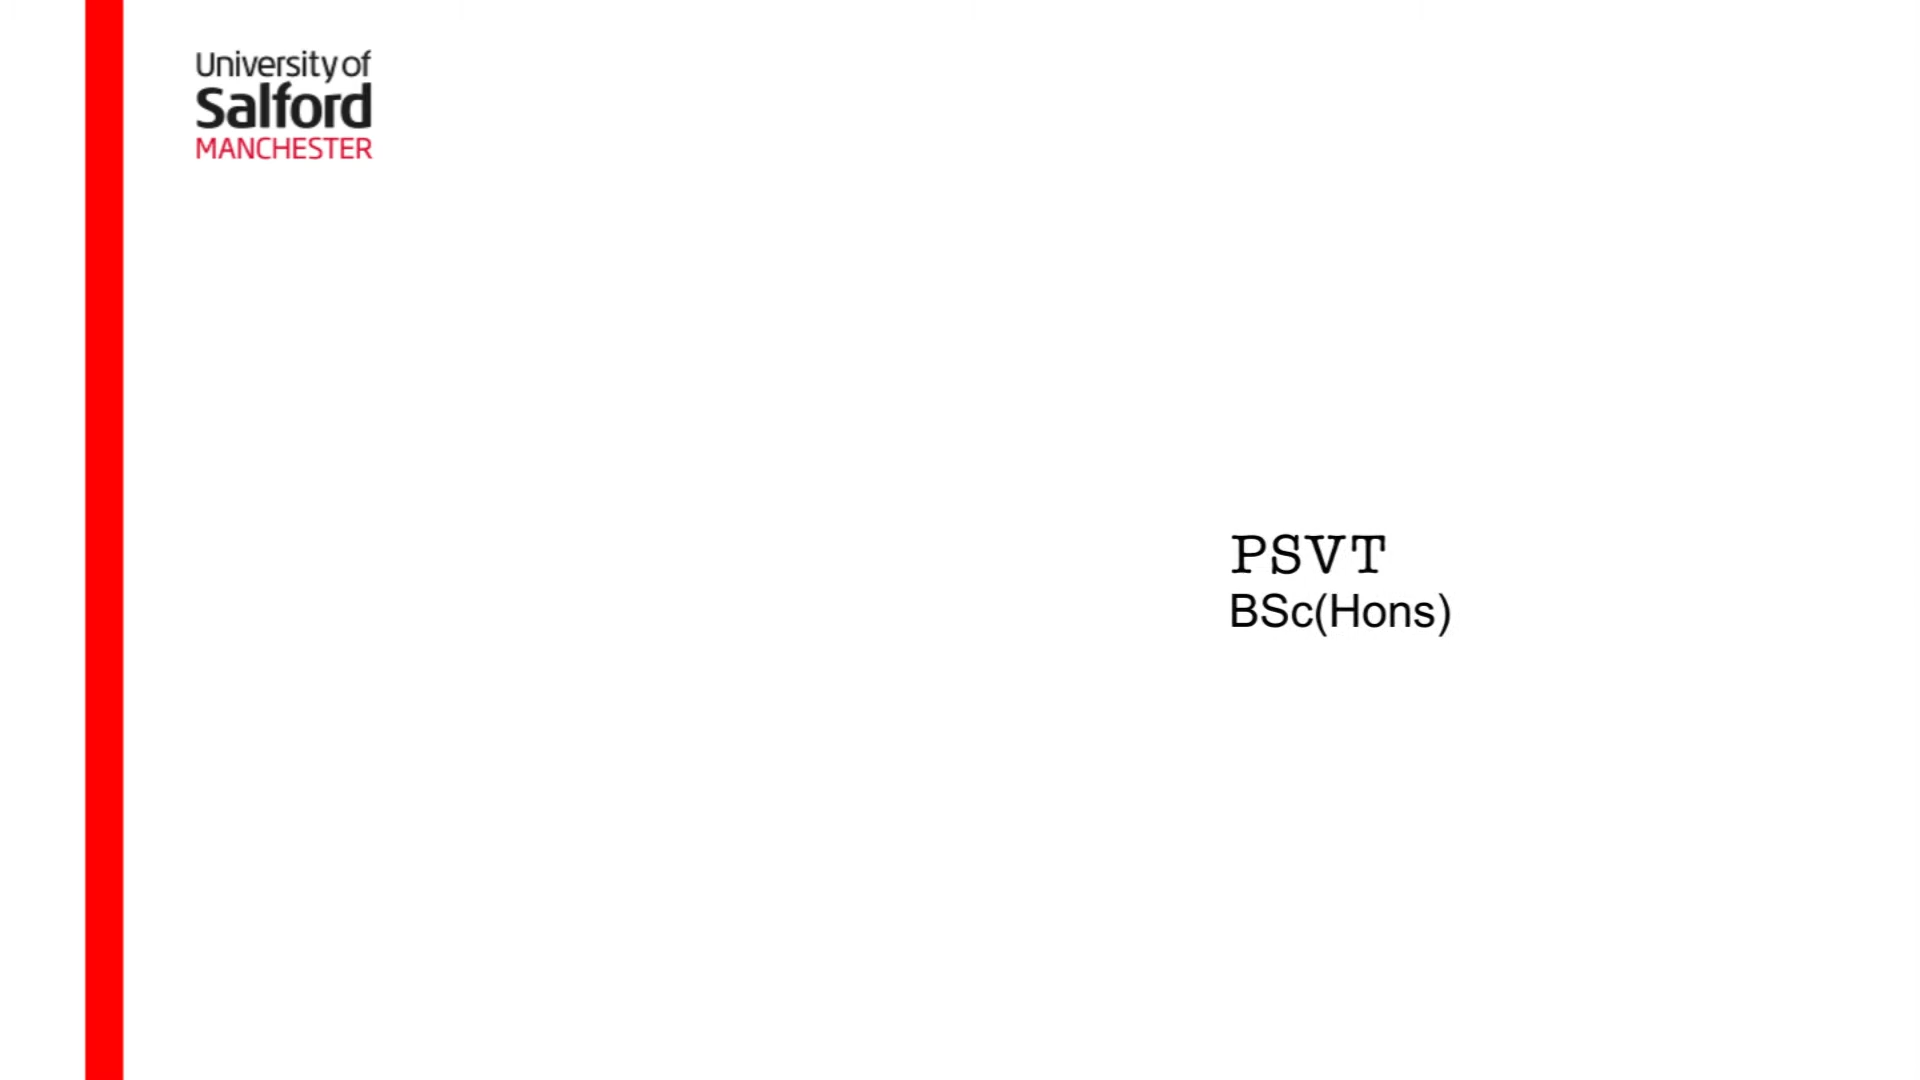 University of
Salford
MANCHESTER
PSVT
BSc(Hons)